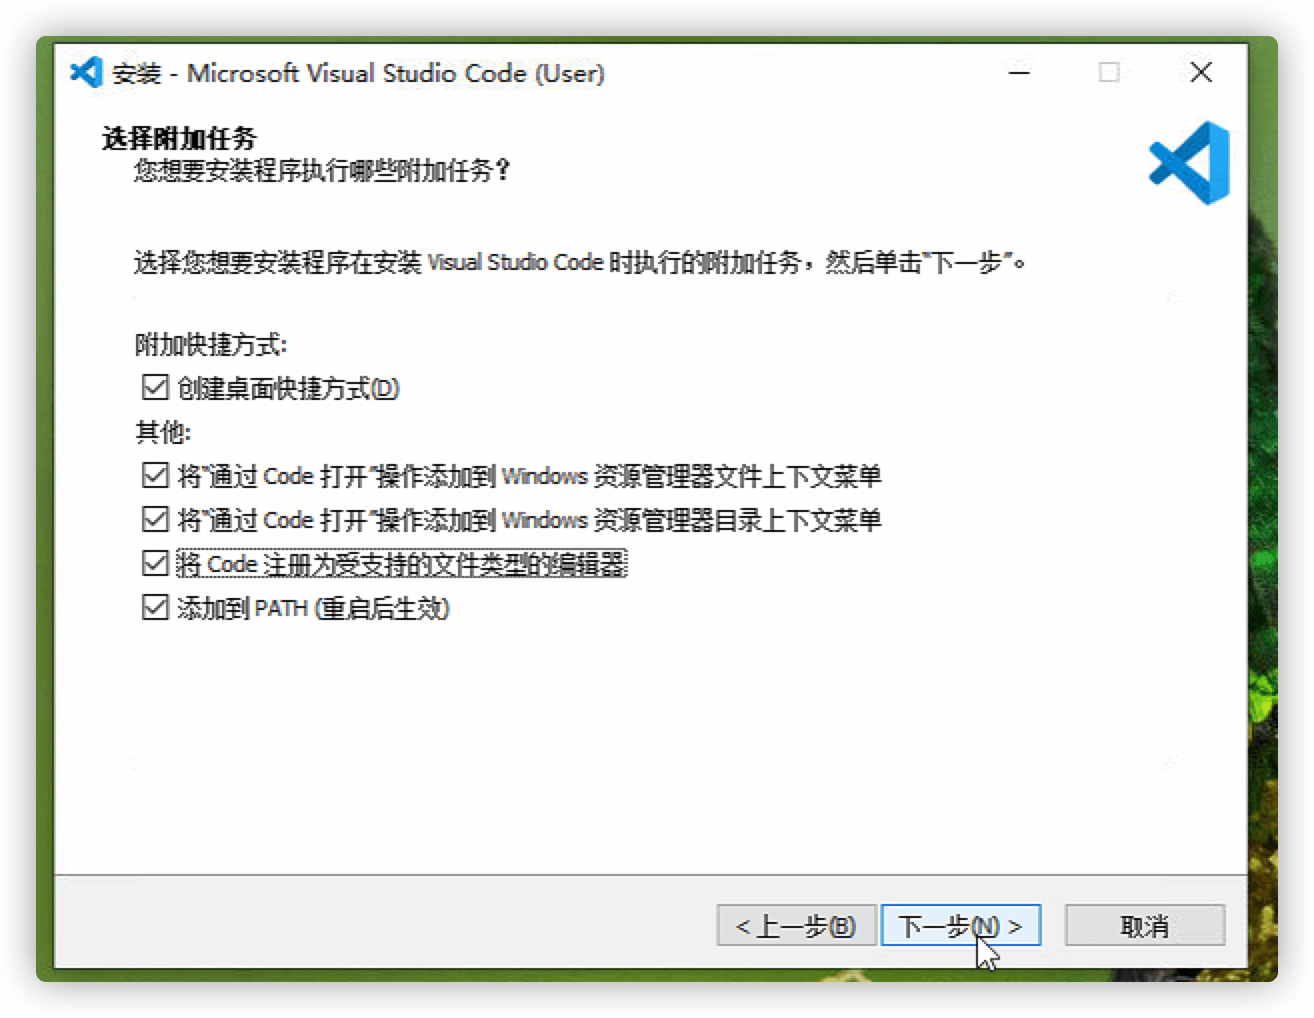 安装 - Microsoft Visual Studio Code (User)
选择附加任务
您想要安装程序执行哪些附加任务？
选择您想要安装程序在安装 Visual Studio Code 时执行的附加任务，然后单击“下一步”。
附加快捷方式:
创建桌面快捷方式(D)
其他:
将“通过 Code 打开”操作添加到 Windows 资源管理器文件上下文菜单
将“通过 Code 打开”操作添加到 Windows 资源管理器目录上下文菜单
将 Code 注册为受支持的文件类型的编辑器
添加到 PATH (重启后生效)
< 上一步(B) 下一步(N) > 取消